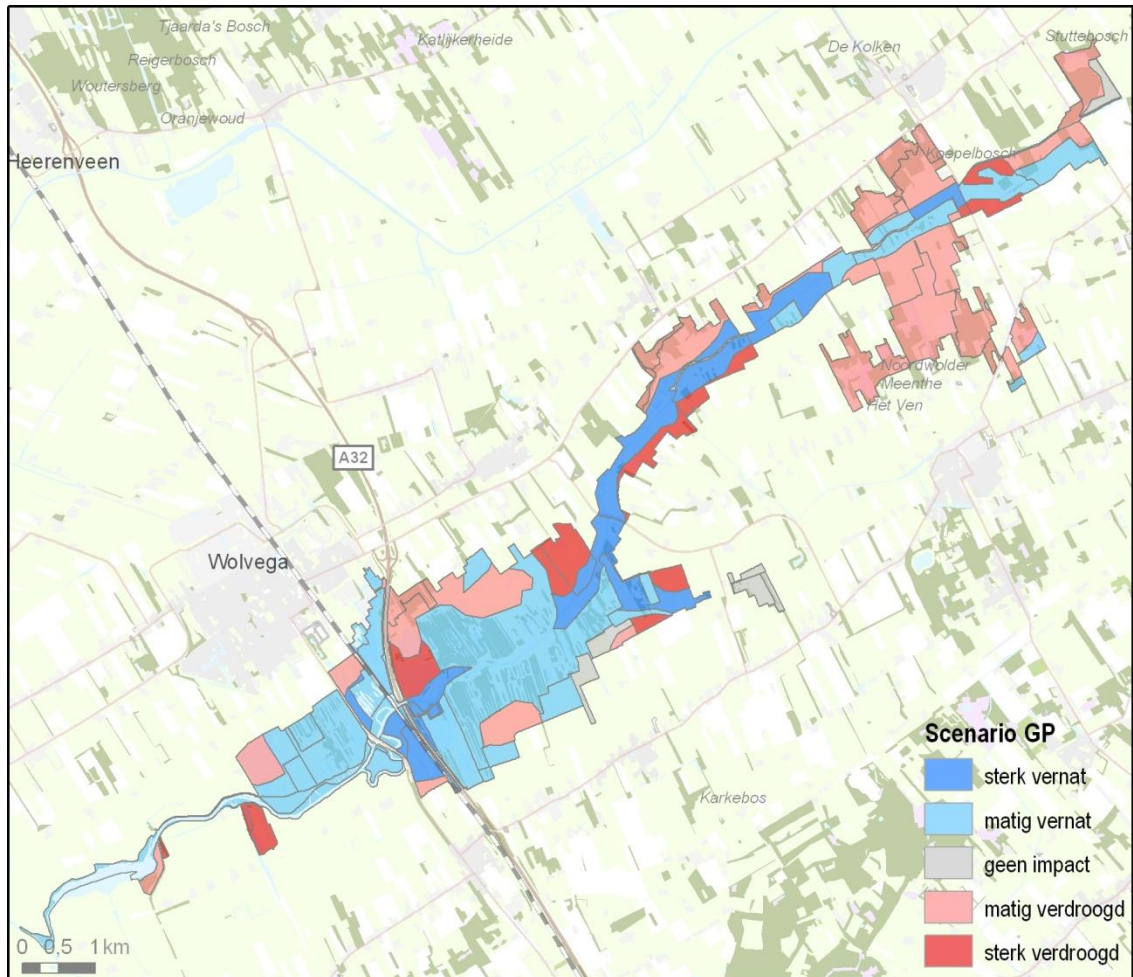 Tjaarda's Bosch
Katlijkerheide
Stuttebosch
De Kolken
Reigerbosch
Woutersberg
Oranjewoud
Heerenveen
Koepelbosch
Noordwolder
Meenthe
Het Ven
A32
Wolvega
Karkebos
Scenario GP
sterk vernat
matig vernat
geen impact
matig verdroogd
sterk verdroogd
0 0,5 1 km